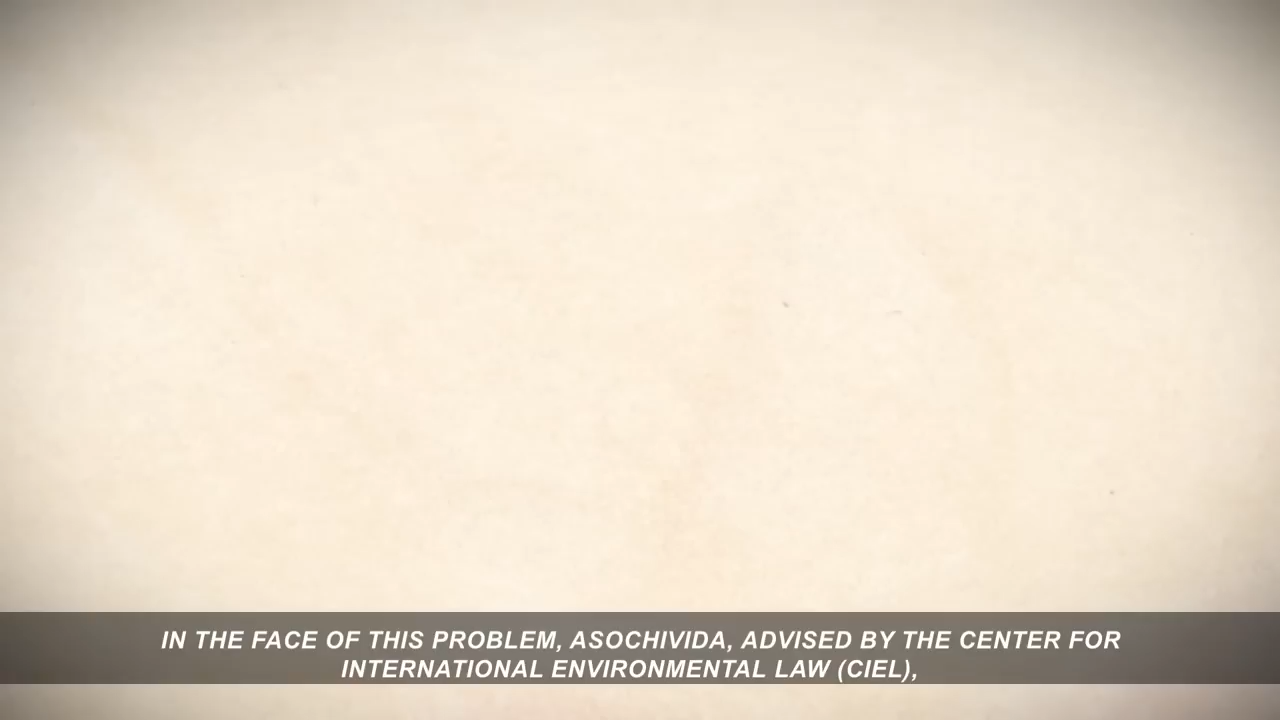 IN THE FACE OF THIS PROBLEM, ASOCHIVIDA, ADVISED BY THE CENTER FOR
INTERNATIONAL ENVIRONMENTAL LAW (CIEL),